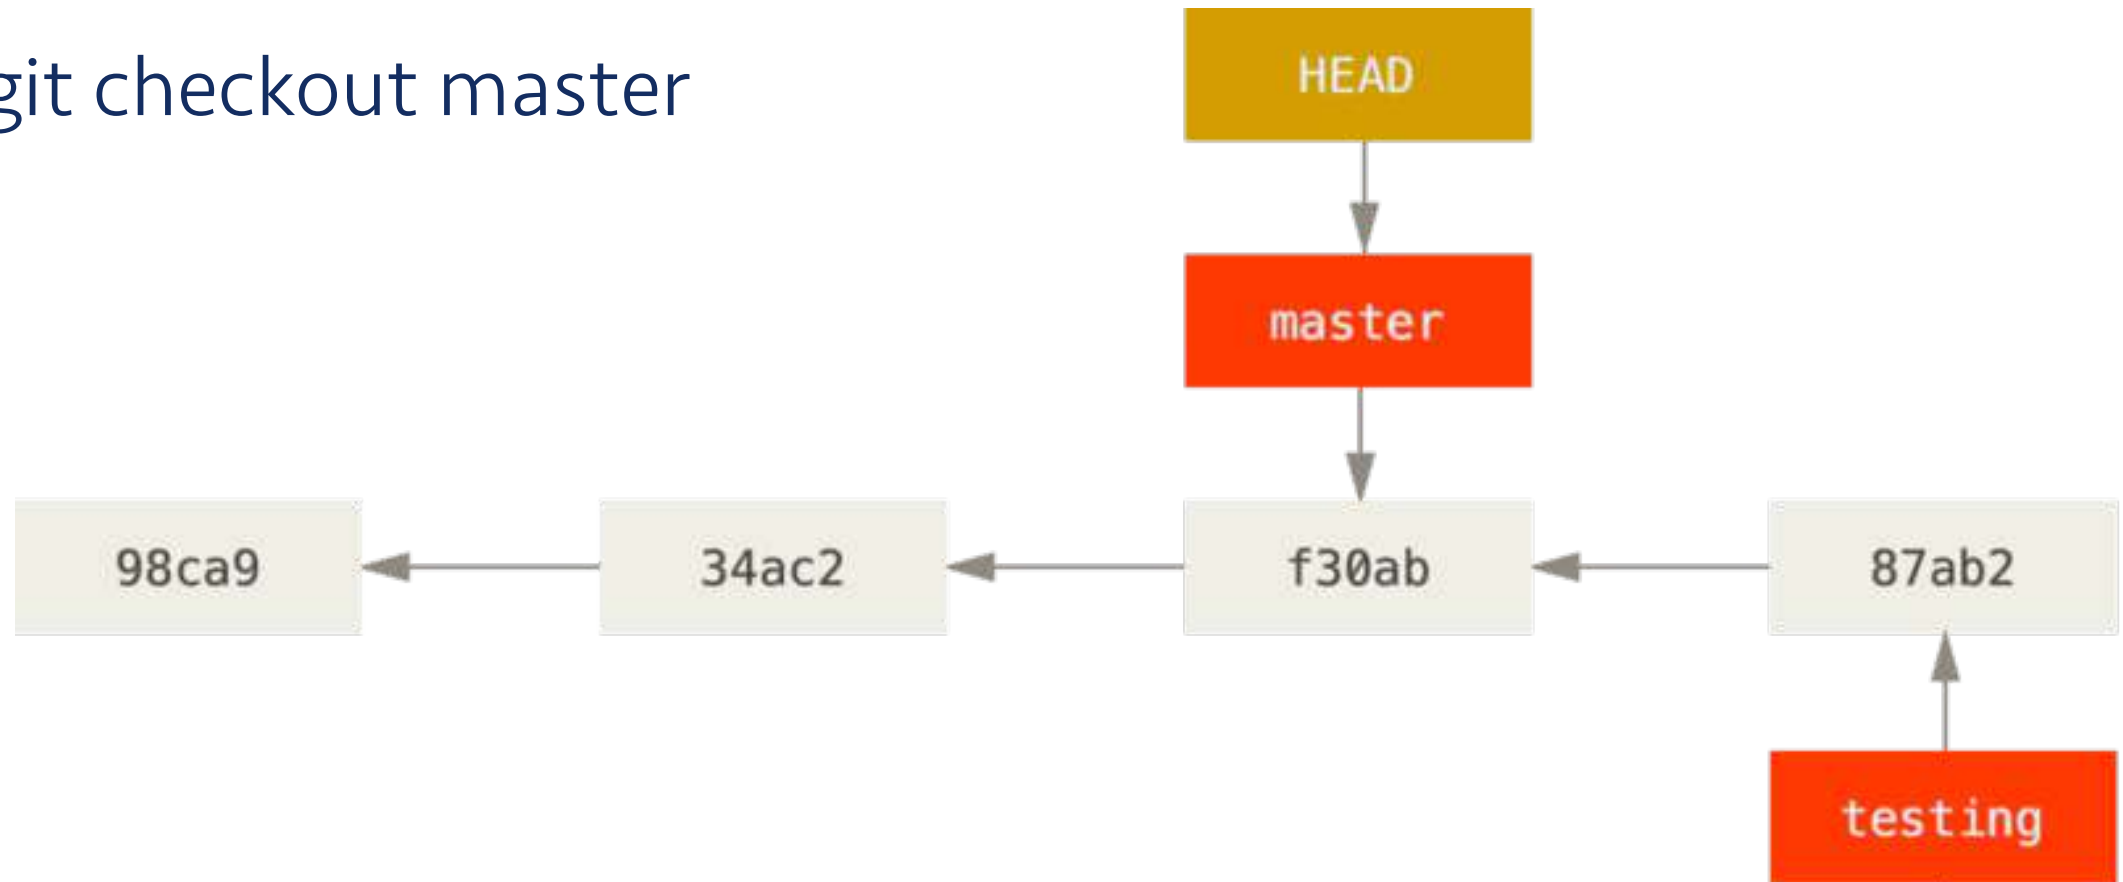 git checkout master
HEAD
master
98ca9
34ac2
f30ab
87ab2
testing